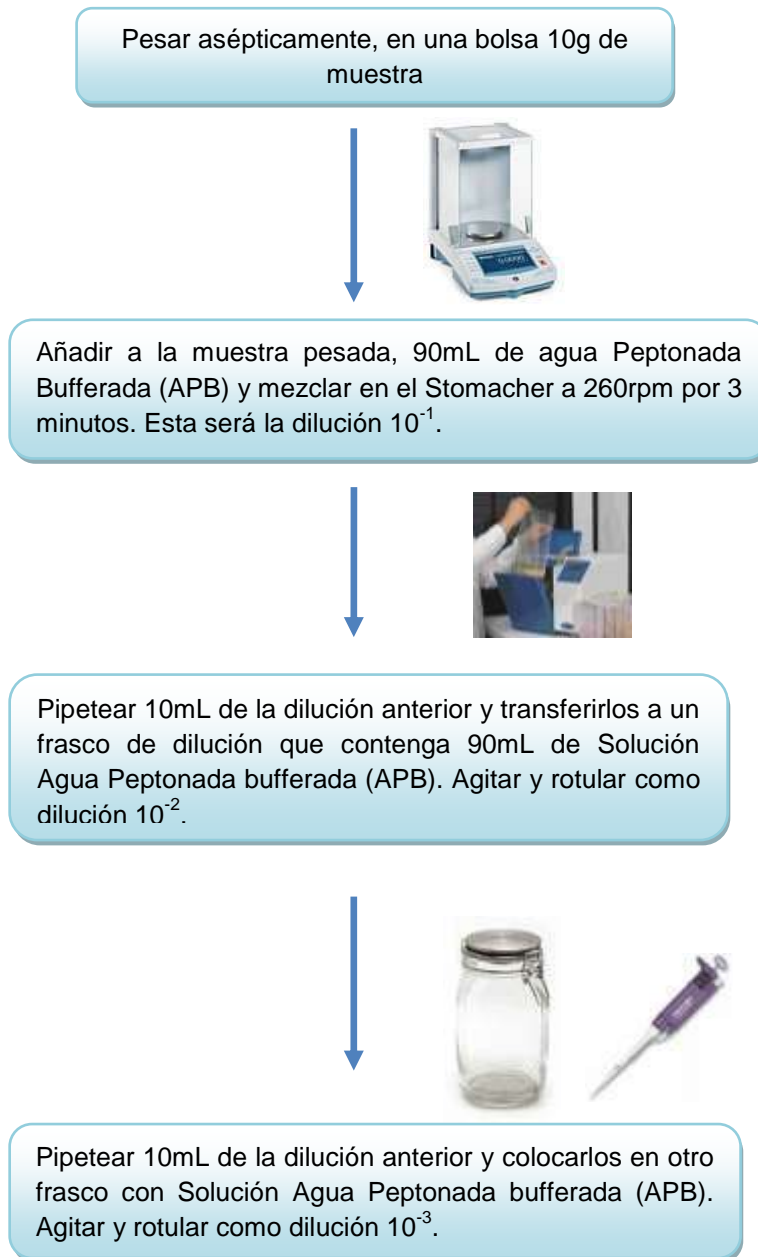 Pesar asépticamente, en una bolsa 10g de
muestra
Añadir a la muestra pesada, 90mL de agua Peptonada
Bufferada (APB) y mezclar en el Stomacher a 260rpm por 3
minutos. Esta será la dilución 10⁻¹.
Pipetear 10mL de la dilución anterior y transferirlos a un
frasco de dilución que contenga 90mL de Solución
Agua Peptonada bufferada (APB). Agitar y rotular como
dilución 10⁻².
Pipetear 10mL de la dilución anterior y colocarlos en otro
frasco con Solución Agua Peptonada bufferada (APB).
Agitar y rotular como dilución 10⁻³.